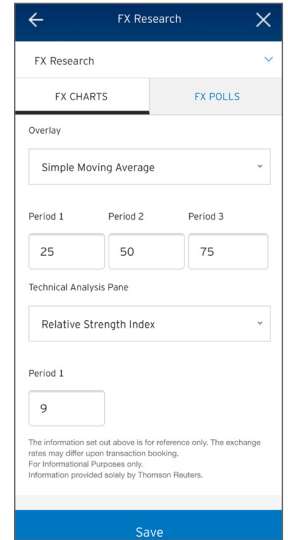 FX Research
FX Research
FX CHARTS FX POLLS
Overlay
Simple Moving Average
Period 1 Period 2 Period 3
25 50 75
Technical Analysis Pane
Relative Strength Index
Period 1
9
The information set out above is for reference only. The exchange
rates may differ upon transaction booking.
For Informational Purposes only.
Information provided solely by Thomson Reuters.
Save